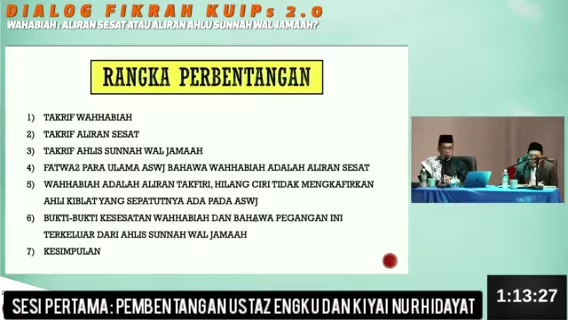 DIALOG FIKRAH KUIPs 2.0
WAHABIAH : ALIRAN SESAT ATAU ALIRAN AHLU SUNNAH WAL JAMAAH?
RANGKA PERBENTANGAN
1) TAKRIF WAHHABIAH
2) TAKRIF ALIRAN SESAT
3) TAKRIF AHLIS SUNNAH WAL JAMAAH
4) FATWA2 PARA ULAMA ASWJ BAHAWA WAHHABIAH ADALAH ALIRAN SESAT
5) WAHHABIAH ADALAH ALIRAN TAKFIRI, HILANG CIRI TIDAK MENGKAFIRKAN
AHLI KIBLAT YANG SEPATUTNYA ADA PADA ASWJ
6) BUKTI-BUKTI KESESATAN WAHHABIAH DAN BAHAWA PEGANGAN INI
TERKELUAR DARI AHLIS SUNNAH WAL JAMAAH
7) KESIMPULAN
SESI PERTAMA : PEMBENTANGAN USTAZ ENGKU DAN KIYAI NURHIDAYAT
1:13:27